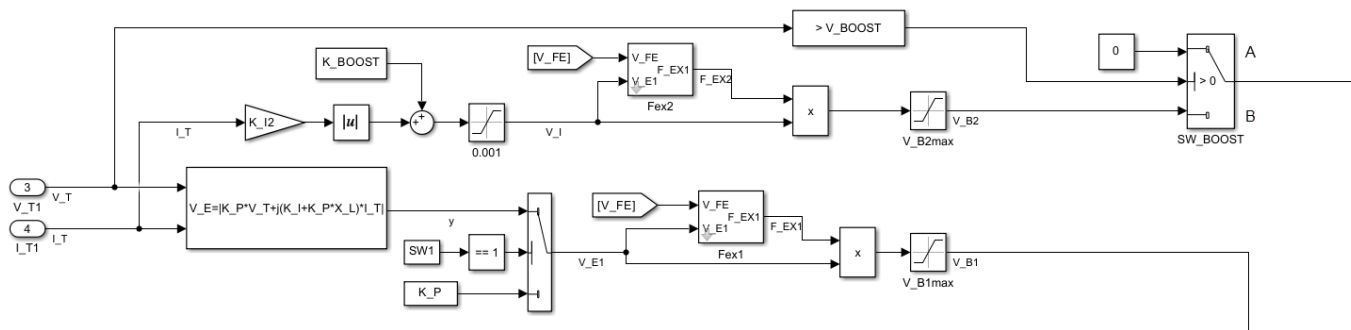 > V_BOOST
0
A
> 0
B
SW_BOOST
K_BOOST
[V_FE]
V_FE
F_EX1
V_E1
Fex2
F_EX2
I_T
K_I2
|u|
+
+
0.001
V_I
x
V_B2max
V_B2
3
V_T1
V_T
4
I_T1
I_T
V_E=|K_P*V_T+j(K_I+K_P*X_L)*I_T|
y
SW1
== 1
K_P
V_E1
[V_FE]
V_FE
F_EX1
V_E1
Fex1
F_EX1
x
V_B1max
V_B1